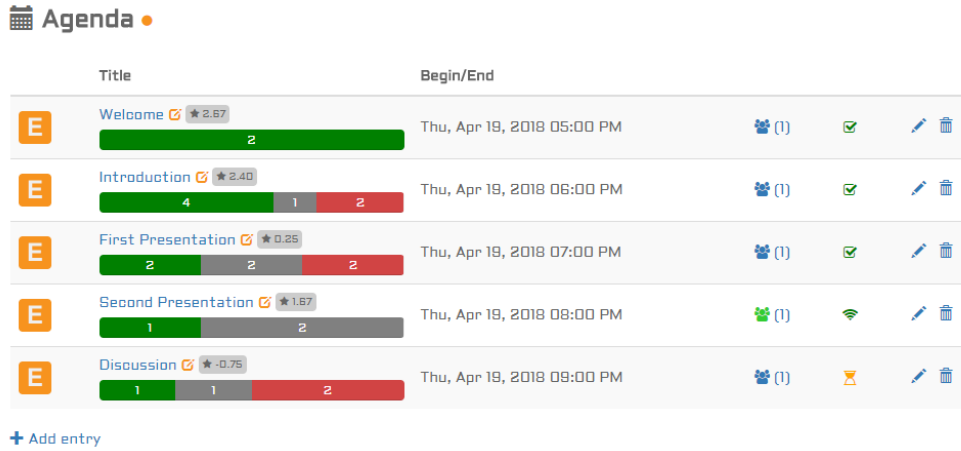 Agenda
Title Begin/End
E Welcome 2.67
2
Thu, Apr 19, 2018 05:00 PM (1)
E Introduction 2.40
4 1 2
Thu, Apr 19, 2018 06:00 PM (1)
E First Presentation 0.25
2 2 2
Thu, Apr 19, 2018 07:00 PM (1)
E Second Presentation 1.67
1 2
Thu, Apr 19, 2018 08:00 PM (1)
E Discussion -0.75
1 1 2
Thu, Apr 19, 2018 09:00 PM (1)
+ Add entry